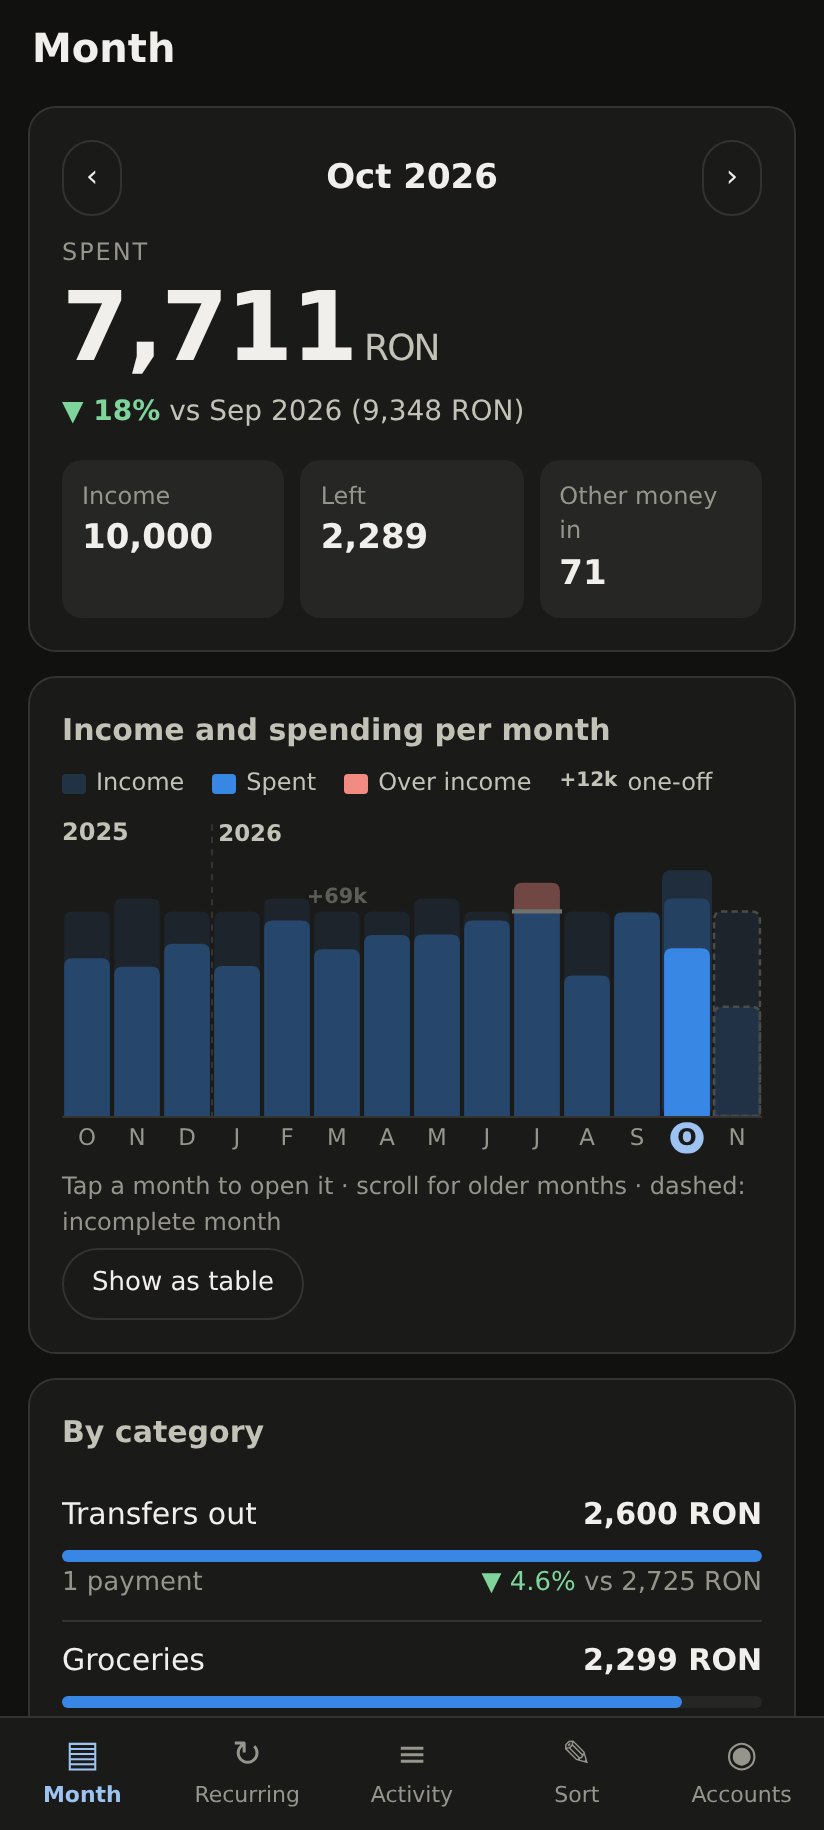 Month
‹ Oct 2026 ›
SPENT
7,711 RON
▼ 18% vs Sep 2026 (9,348 RON)
Income
10,000
Left
2,289
Other money in
71
Income and spending per month
Income Spent Over income +12k one-off
2025 2026
+69k
O N D J F M A M J J A S O N
Tap a month to open it · scroll for older months · dashed:
incomplete month
Show as table
By category
Transfers out 2,600 RON
1 payment ▼ 4.6% vs 2,725 RON
Groceries 2,299 RON
Month Recurring Activity Sort Accounts